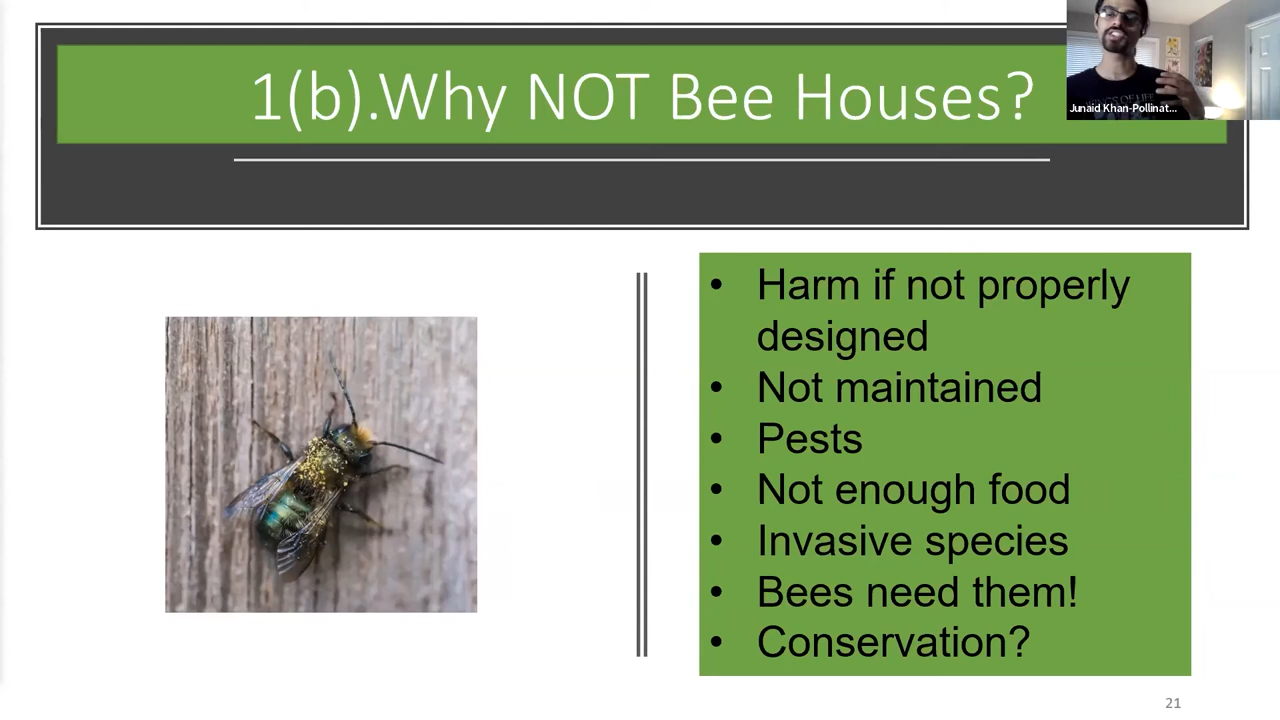 1(b).Why NOT Bee Houses?
Junaid Khan-Pollinat...
• Harm if not properly
designed
• Not maintained
• Pests
• Not enough food
• Invasive species
• Bees need them!
• Conservation?
21